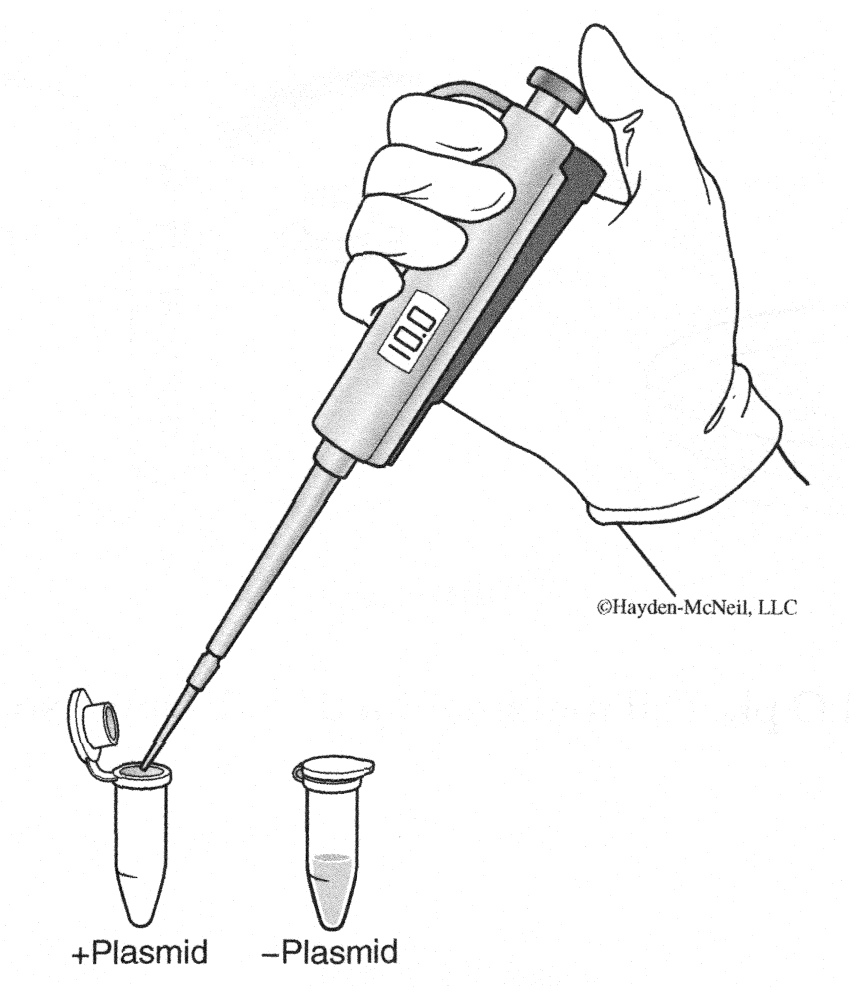 10.0
©Hayden-McNeil, LLC
+Plasmid
–Plasmid